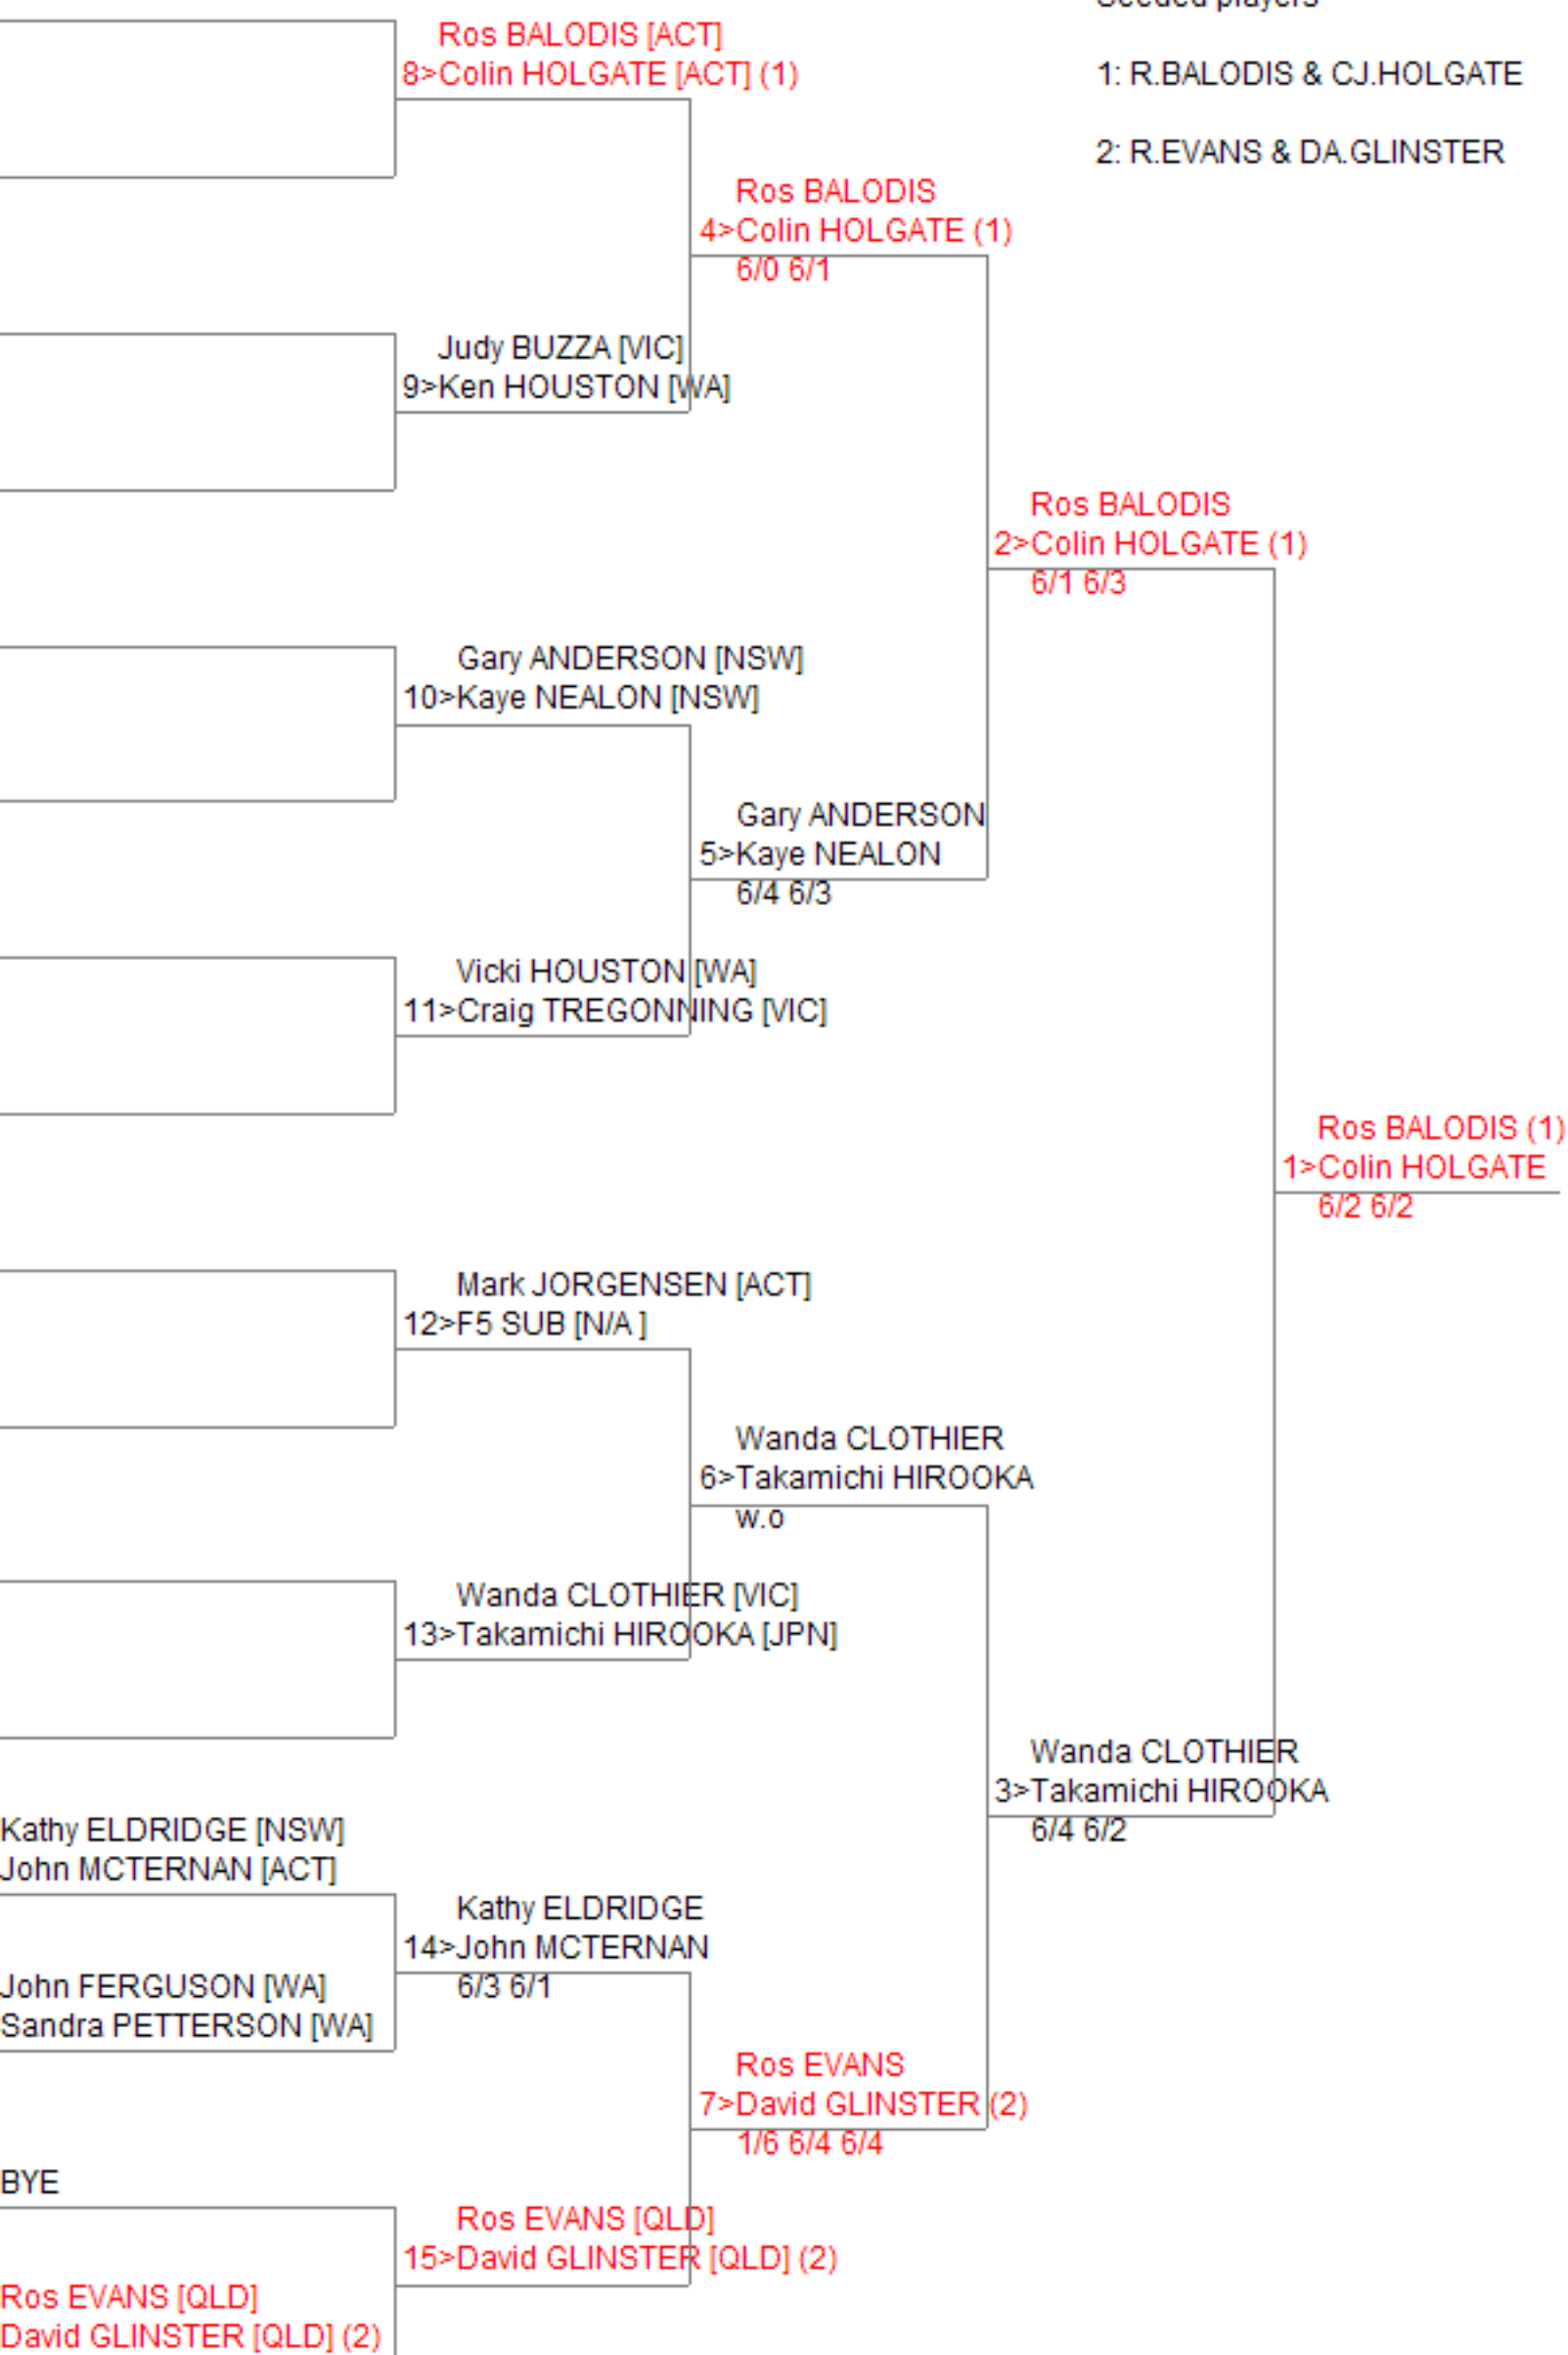 Seeded players
Ros BALODIS [ACT]
8>Colin HOLGATE [ACT] (1)
1: R.BALODIS & CJ.HOLGATE
2: R.EVANS & DA.GLINSTER
Ros BALODIS
4>Colin HOLGATE (1)
6/0 6/1
Judy BUZZA [VIC]
9>Ken HOUSTON [WA]
Ros BALODIS
2>Colin HOLGATE (1)
6/1 6/3
Gary ANDERSON [NSW]
10>Kaye NEALON [NSW]
Gary ANDERSON
5>Kaye NEALON
6/4 6/3
Vicki HOUSTON [WA]
11>Craig TREGONNING [VIC]
Ros BALODIS (1)
1>Colin HOLGATE
6/2 6/2
Mark JORGENSEN [ACT]
12>F5 SUB [N/A ]
Wanda CLOTHIER
6>Takamichi HIROOKA
w.o
Wanda CLOTHIER [VIC]
13>Takamichi HIROOKA [JPN]
Wanda CLOTHIER
3>Takamichi HIROOKA
6/4 6/2
Kathy ELDRIDGE [NSW]
John MCTERNAN [ACT]
Kathy ELDRIDGE
14>John MCTERNAN
6/3 6/1
John FERGUSON [WA]
Sandra PETTERSON [WA]
Ros EVANS
7>David GLINSTER (2)
1/6 6/4 6/4
BYE
Ros EVANS [QLD]
15>David GLINSTER [QLD] (2)
Ros EVANS [QLD]
David GLINSTER [QLD] (2)